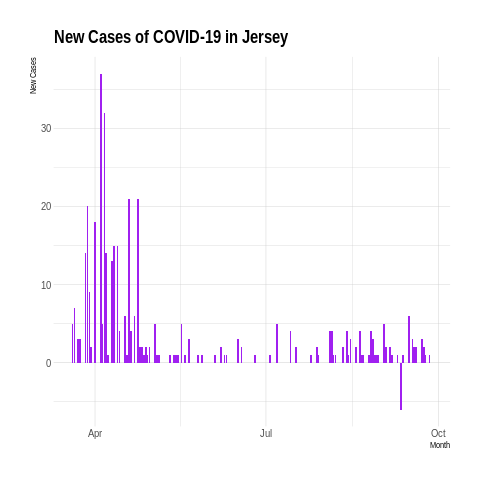 New Cases of COVID-19 in Jersey
New Cases
30
20
10
0
Apr
Jul
Oct
Month